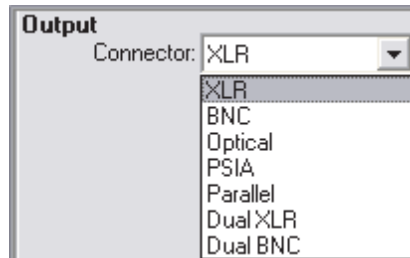 Output
Connector: XLR
XLR
BNC
Optical
PSIA
Parallel
Dual XLR
Dual BNC